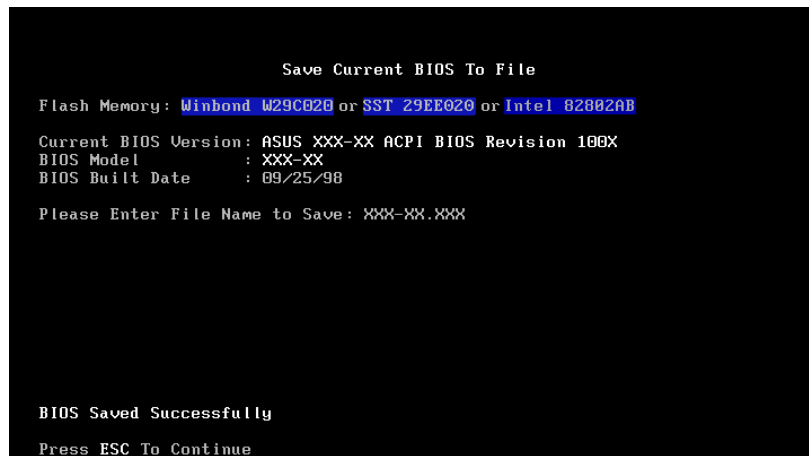 Save Current BIOS To File
Flash Memory: Winbond W29C020 or SST 29EE020 or Intel 82802AB
Current BIOS Version: ASUS XXX-XX ACPI BIOS Revision 100X
BIOS Model : XXX-XX
BIOS Built Date : 09/25/98
Please Enter File Name to Save: XXX-XX.XXX
BIOS Saved Successfully
Press ESC To Continue